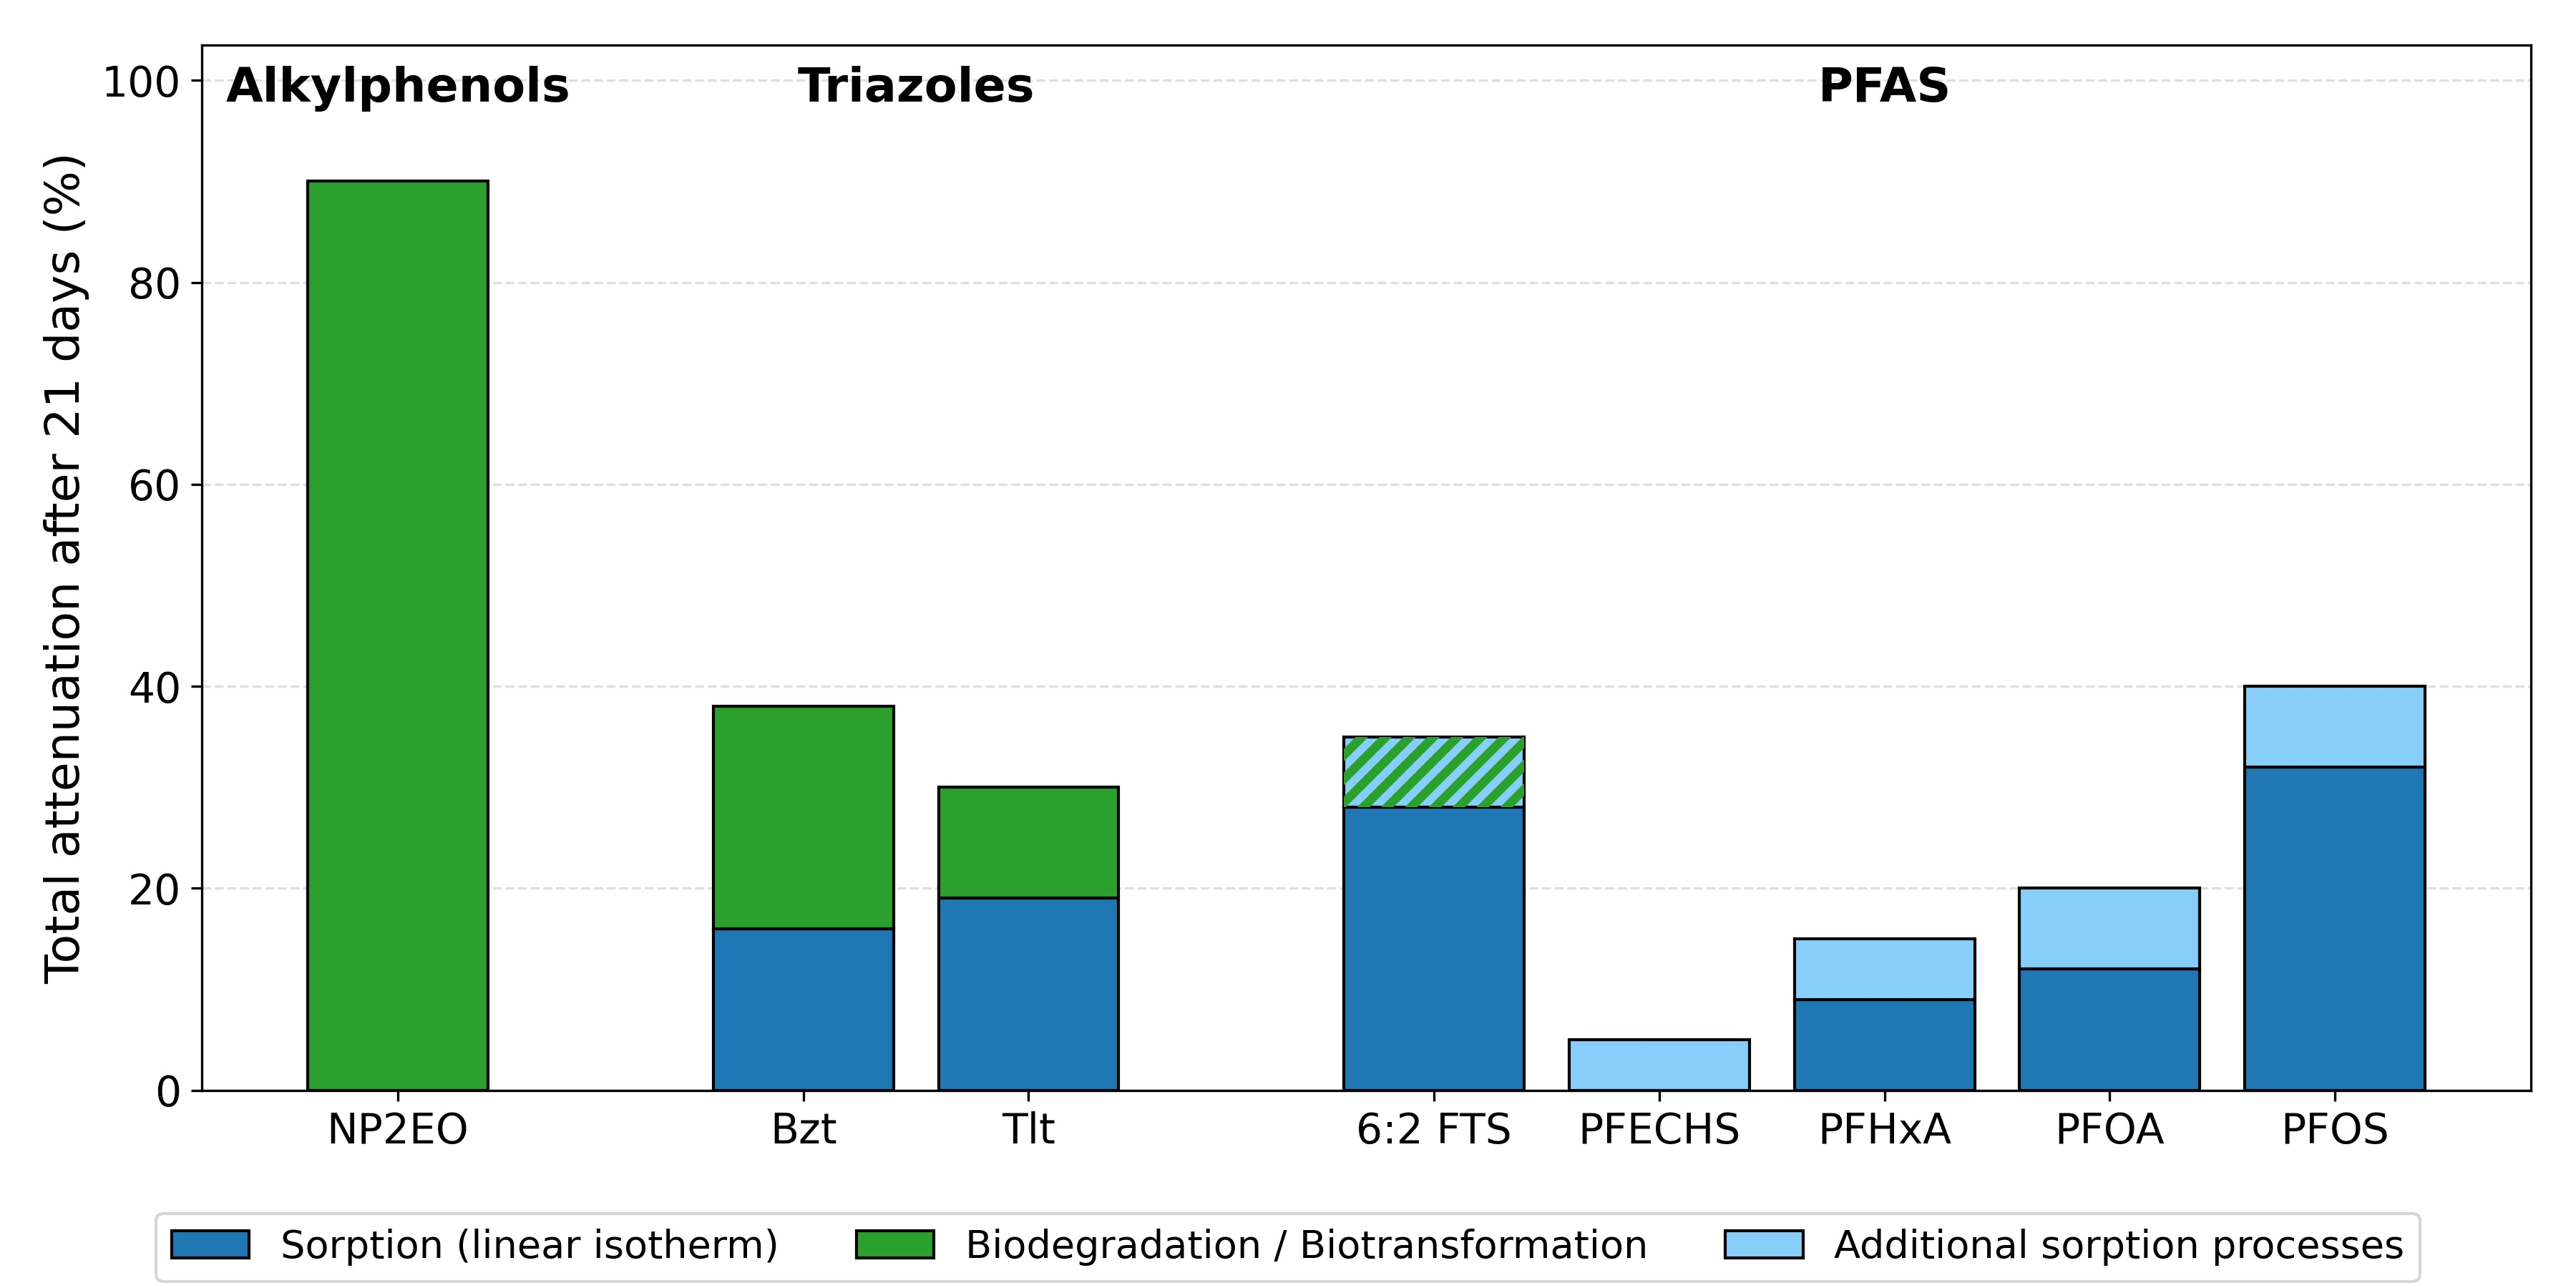 Alkylphenols Triazoles PFAS
Total attenuation after 21 days (%)
100
80
60
40
20
0
NP2EO Bzt Tlt 6:2 FTS PFECHS PFHxA PFOA PFOS
Sorption (linear isotherm) Biodegradation / Biotransformation Additional sorption processes